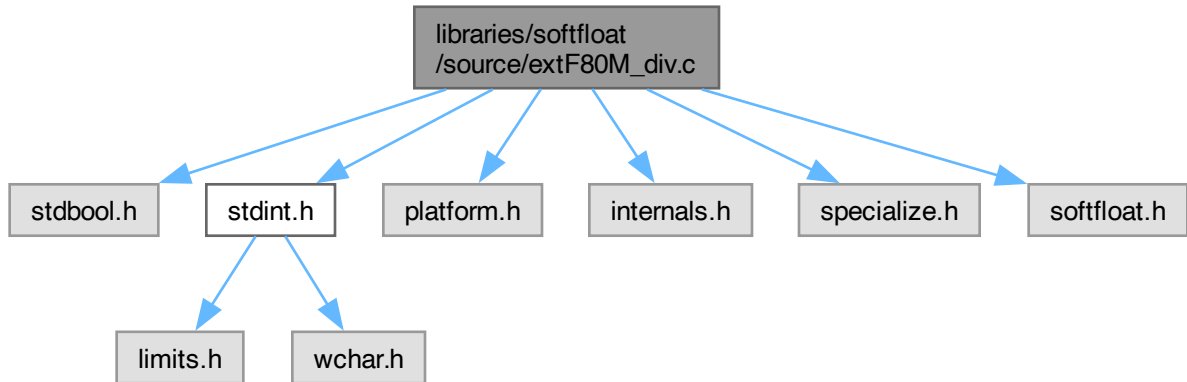 libraries/softfloat
/source/extF80M_div.c
stdbool.h
stdint.h
platform.h
internals.h
specialize.h
softfloat.h
limits.h
wchar.h